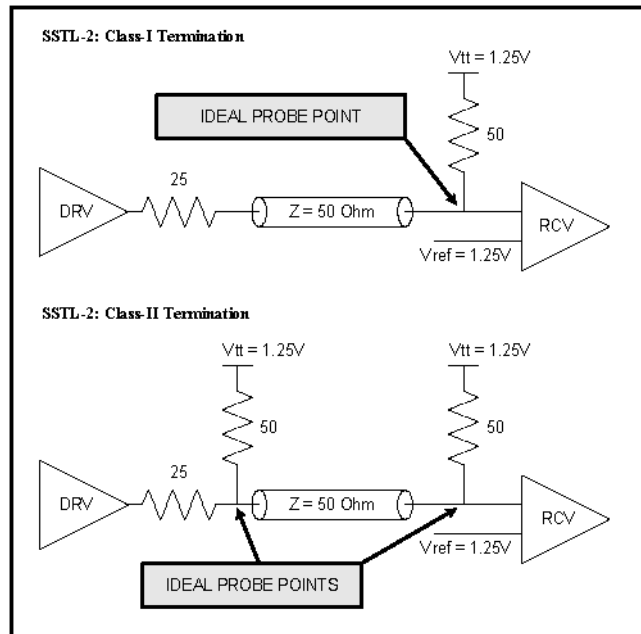 SSTL-2: Class-I Termination
Vtt = 1.25V
IDEAL PROBE POINT
50
25
DRV
Z = 50 Ohm
RCV
Vref = 1.25V
SSTL-2: Class-II Termination
Vtt = 1.25V
Vtt = 1.25V
50
50
25
DRV
Z = 50 Ohm
RCV
Vref = 1.25V
IDEAL PROBE POINTS